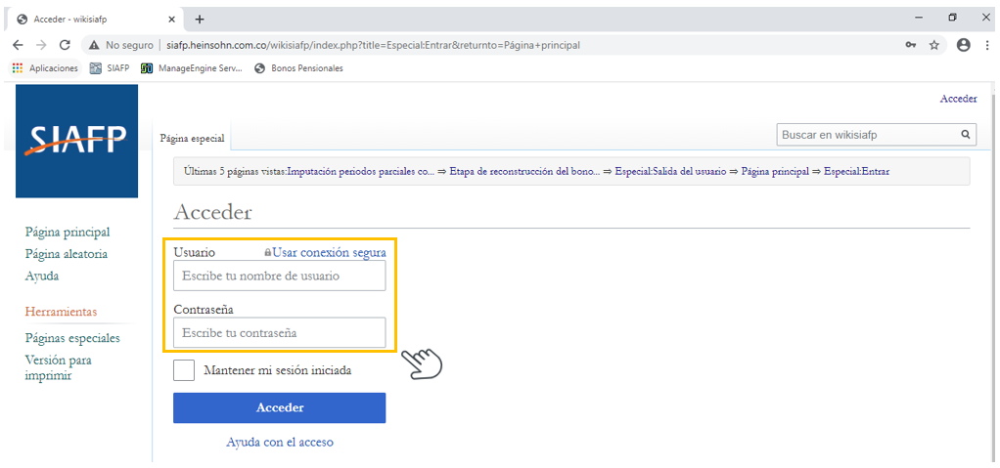 Acceder - wikisiafp
No seguro | siafp.heinsohn.com.co/wikisiafp/index.php?title=Especial:Entrar&returnto=Página+principal
Aplicaciones SIAFP ManageEngine Serv... Bonos Pensionales
Acceder
SIAFP
Página especial
Buscar en wikisiafp
Últimas 5 páginas vistas:Imputación periodos parciales co... ⇒ Etapa de reconstrucción del bono... ⇒ Especial:Salida del usuario ⇒ Página principal ⇒ Especial:Entrar
Acceder
Página principal
Página aleatoria
Ayuda
Herramientas
Páginas especiales
Versión para
imprimir
Usuario Usar conexión segura
Escribe tu nombre de usuario
Contraseña
Escribe tu contraseña
Mantener mi sesión iniciada
Acceder
Ayuda con el acceso